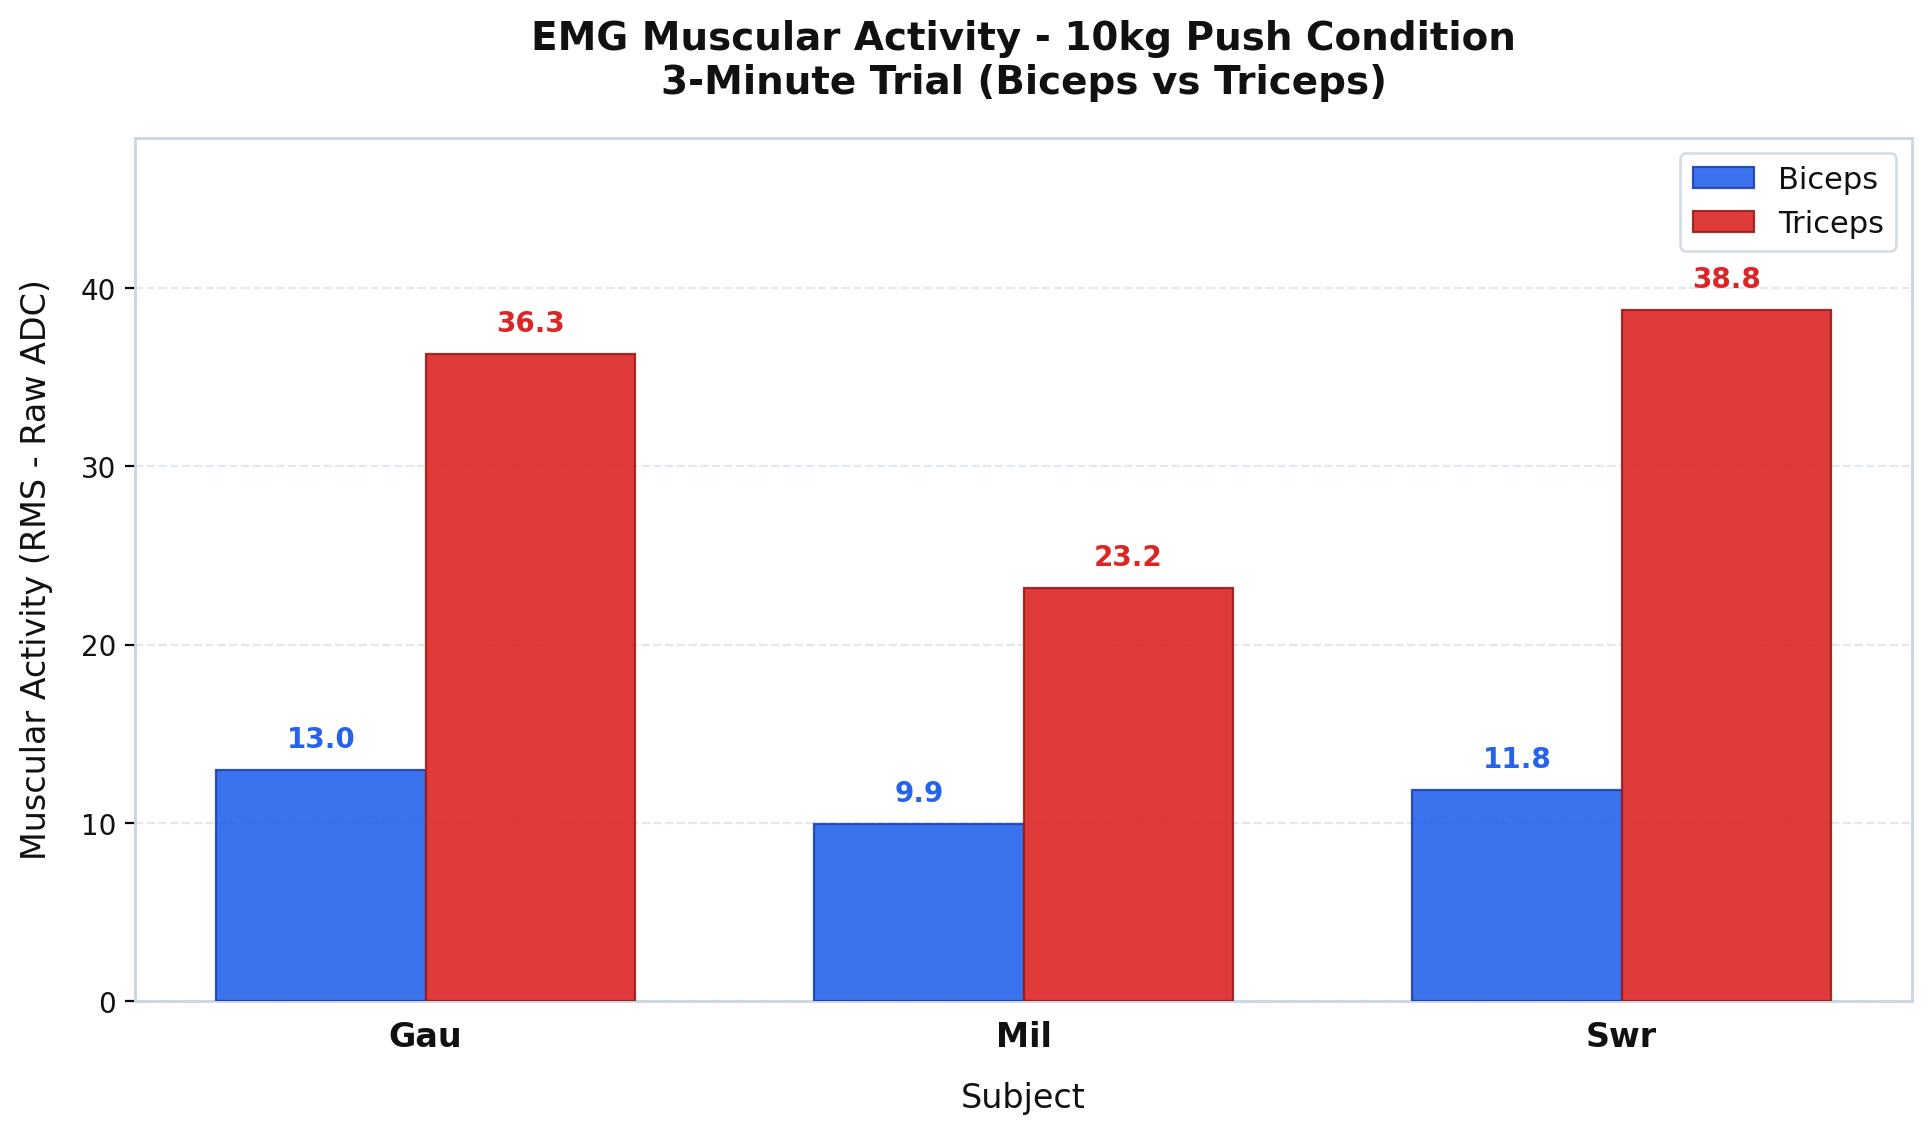 EMG Muscular Activity - 10kg Push Condition
3-Minute Trial (Biceps vs Triceps)
Biceps
Triceps
Muscular Activity (RMS - Raw ADC)
40
30
20
10
0
13.0
36.3
9.9
23.2
11.8
38.8
Gau
Mil
Swr
Subject